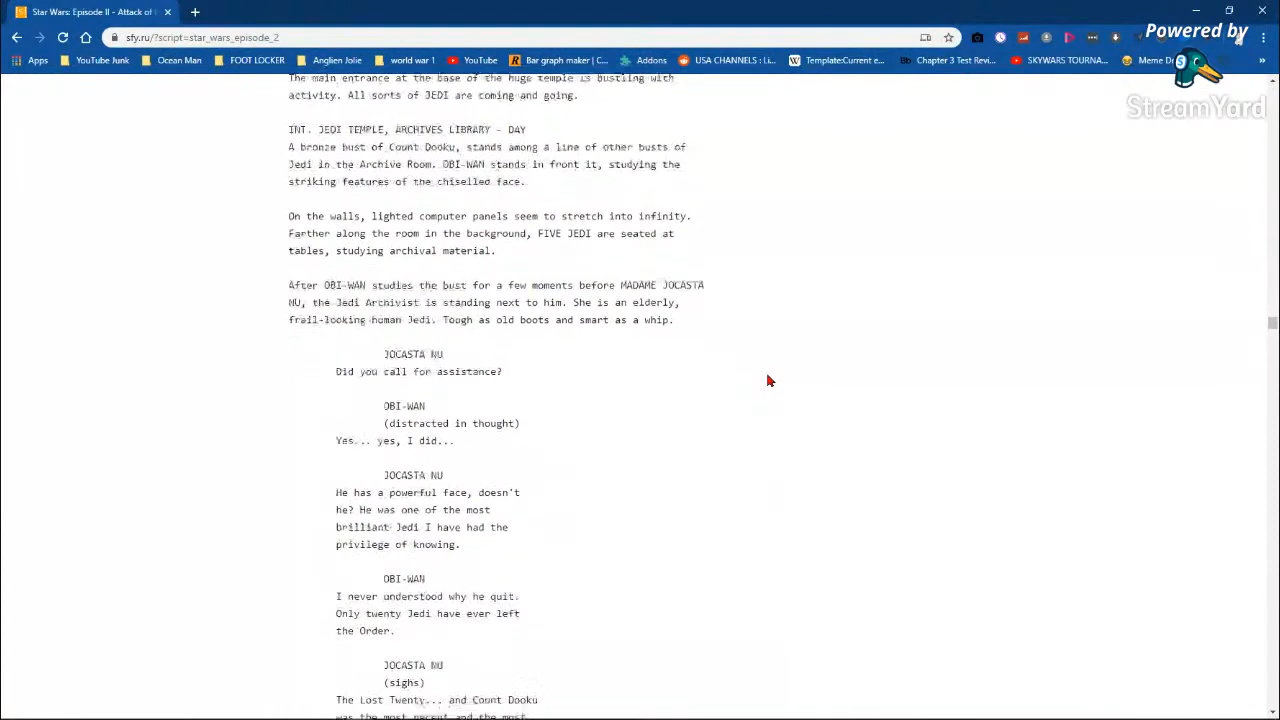 Star Wars: Episode II - Attack of
sfy.ru/?script=star_wars_episode_2
Powered by
Apps YouTube Junk Ocean Man FOOT LOCKER Anglien Jolie world war 1 YouTube Bar graph maker | C... Addons USA CHANNELS : Li... Template:Current e... Chapter 3 Test Revi... SKYWARS TOURNA... Meme De
StreamYard
The main entrance at the base of the huge temple is bustling with
activity. All sorts of JEDI are coming and going.
INT. JEDI TEMPLE, ARCHIVES LIBRARY - DAY
A bronze bust of Count Dooku, stands among a line of other busts of
Jedi in the Archive Room. OBI-WAN stands in front it, studying the
striking features of the chiselled face.
On the walls, lighted computer panels seem to stretch into infinity.
Farther along the room in the background, FIVE JEDI are seated at
tables, studying archival material.
After OBI-WAN studies the bust for a few moments before MADAME JOCASTA
NU, the Jedi Archivist is standing next to him. She is an elderly,
frail-looking human Jedi. Tough as old boots and smart as a whip.
JOCASTA NU
Did you call for assistance?
OBI-WAN
(distracted in thought)
Yes... yes, I did...
JOCASTA NU
He has a powerful face, doesn't
he? He was one of the most
brilliant Jedi I have had the
privilege of knowing.
OBI-WAN
I never understood why he quit.
Only twenty Jedi have ever left
the Order.
JOCASTA NU
(sighs)
The Lost Twenty... and Count Dooku
was the most recent and the most